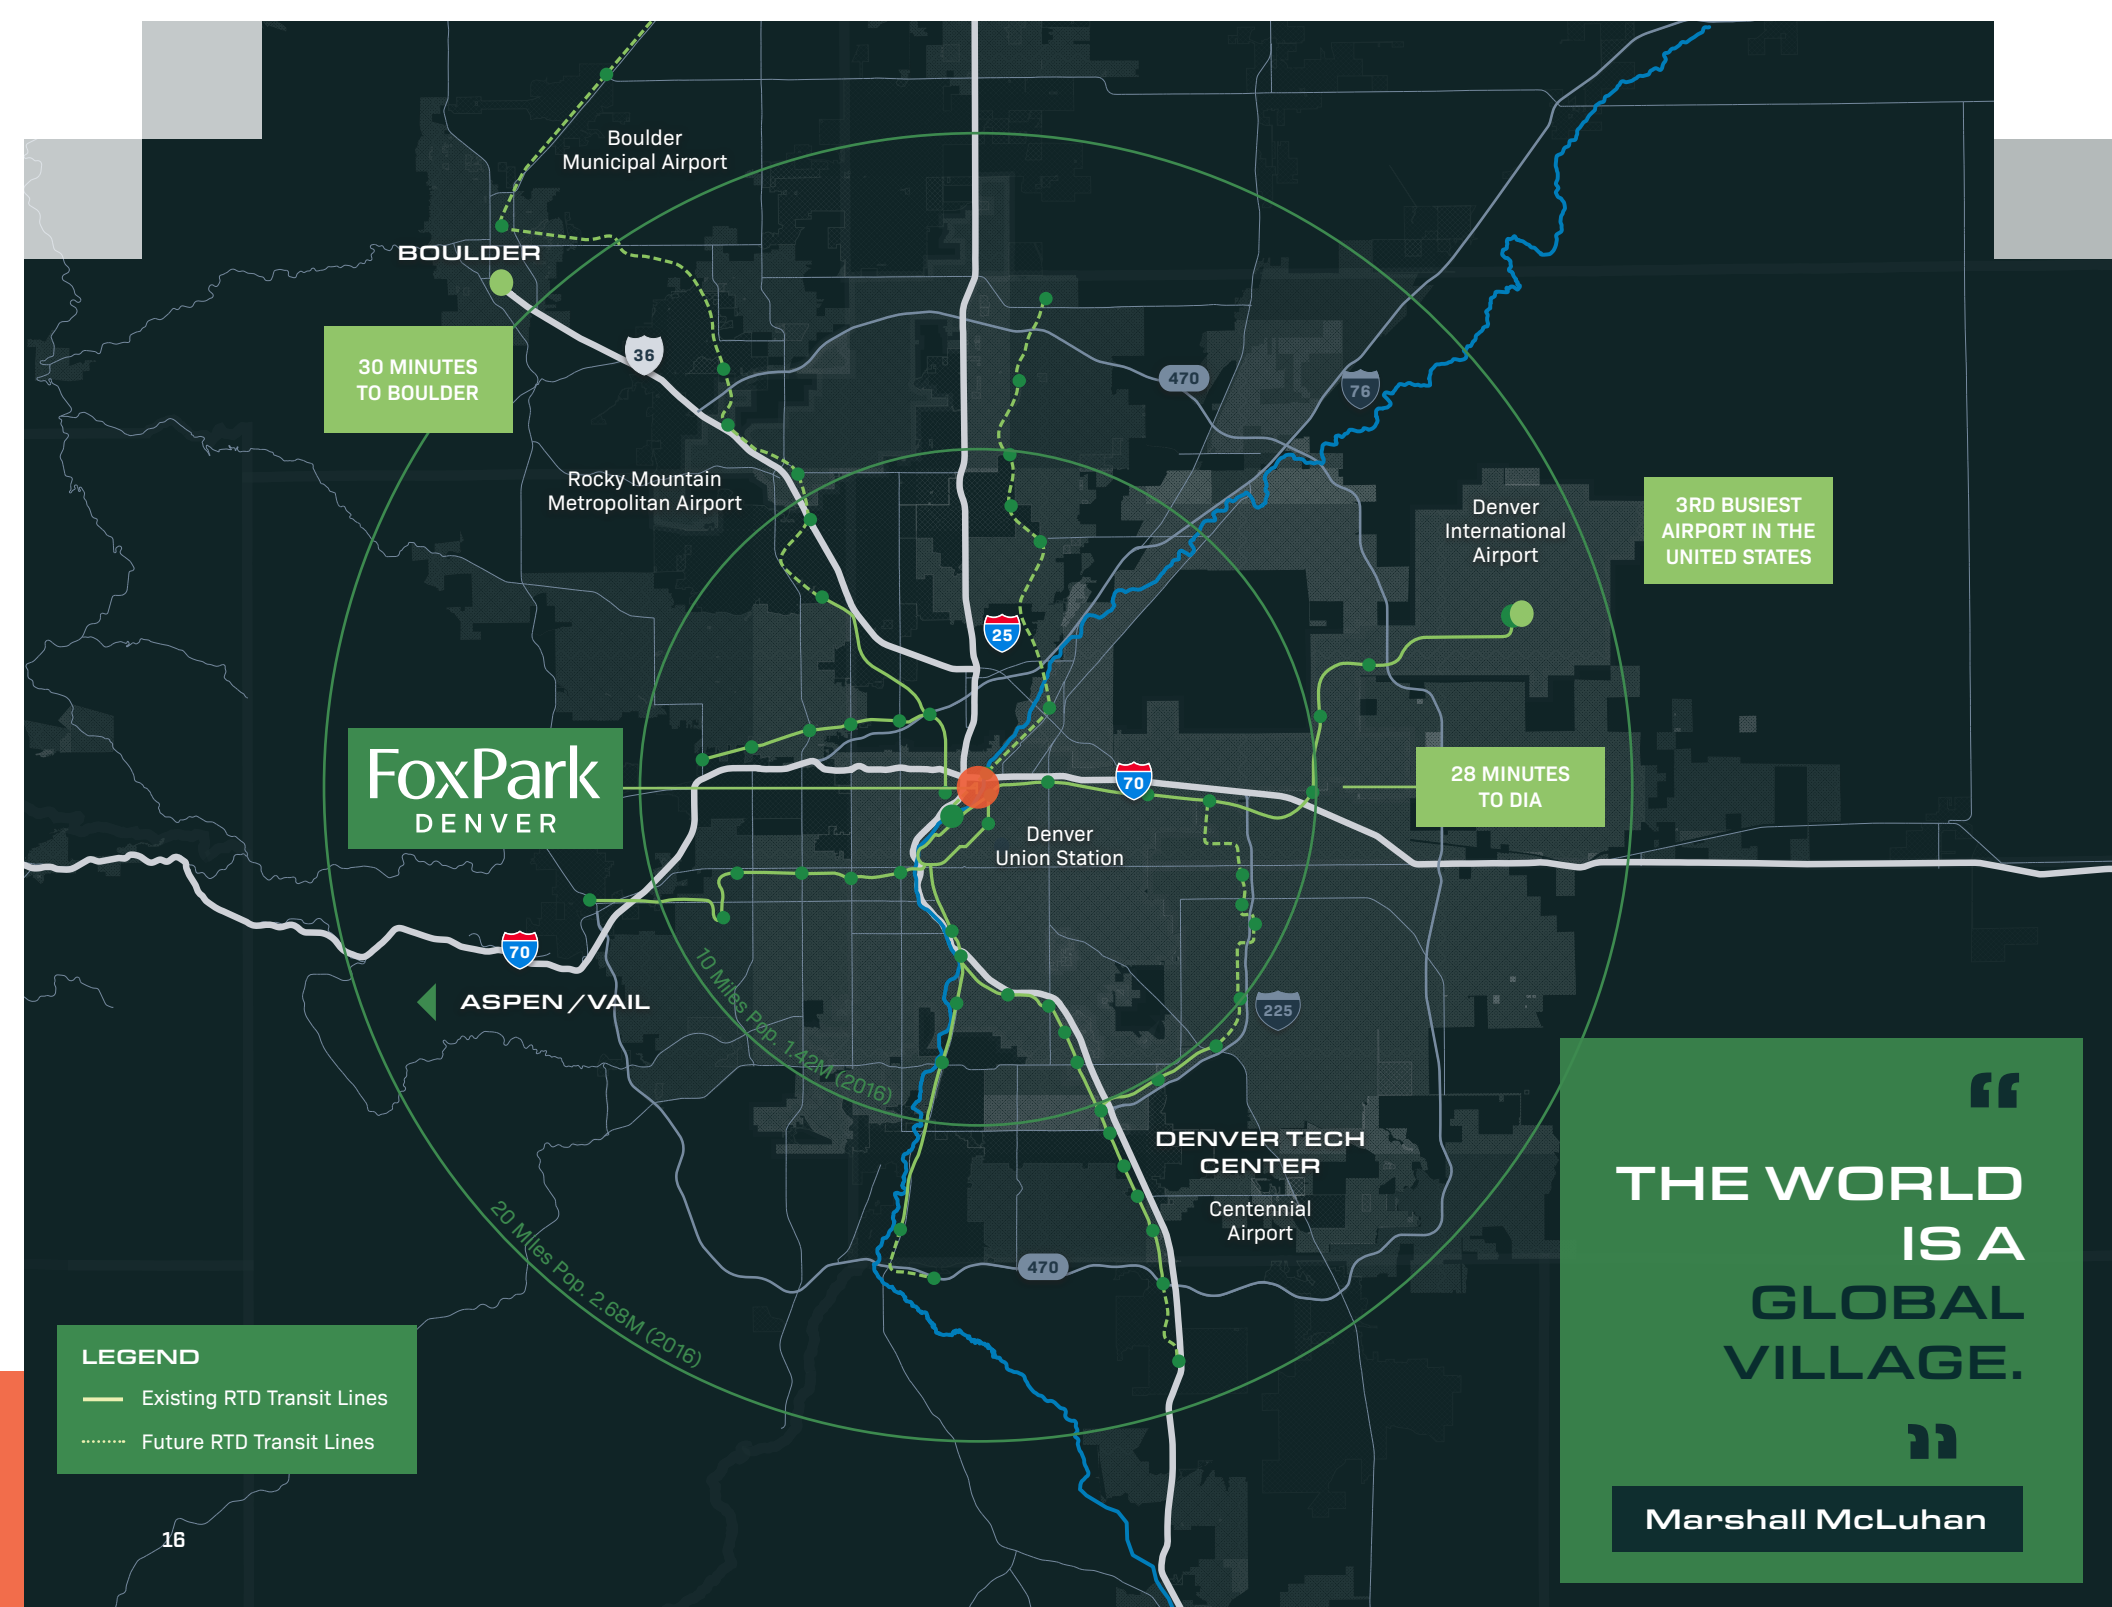 Boulder
Municipal Airport
BOULDER
30 MINUTES
TO BOULDER
36
470
76
Rocky Mountain
Metropolitan Airport
Denver
International
Airport
3RD BUSIEST
AIRPORT IN THE
UNITED STATES
25
FoxPark
DENVER
70
28 MINUTES
TO DIA
Denver
Union Station
70
ASPEN/VAIL
10 Miles Pop. 1.42M (2016)
225
20 Miles Pop. 2.68M (2016)
DENVER TECH
CENTER
Centennial
Airport
470
LEGEND
Existing RTD Transit Lines
Future RTD Transit Lines
“
THE WORLD
IS A
GLOBAL
VILLAGE.
”
Marshall McLuhan
16